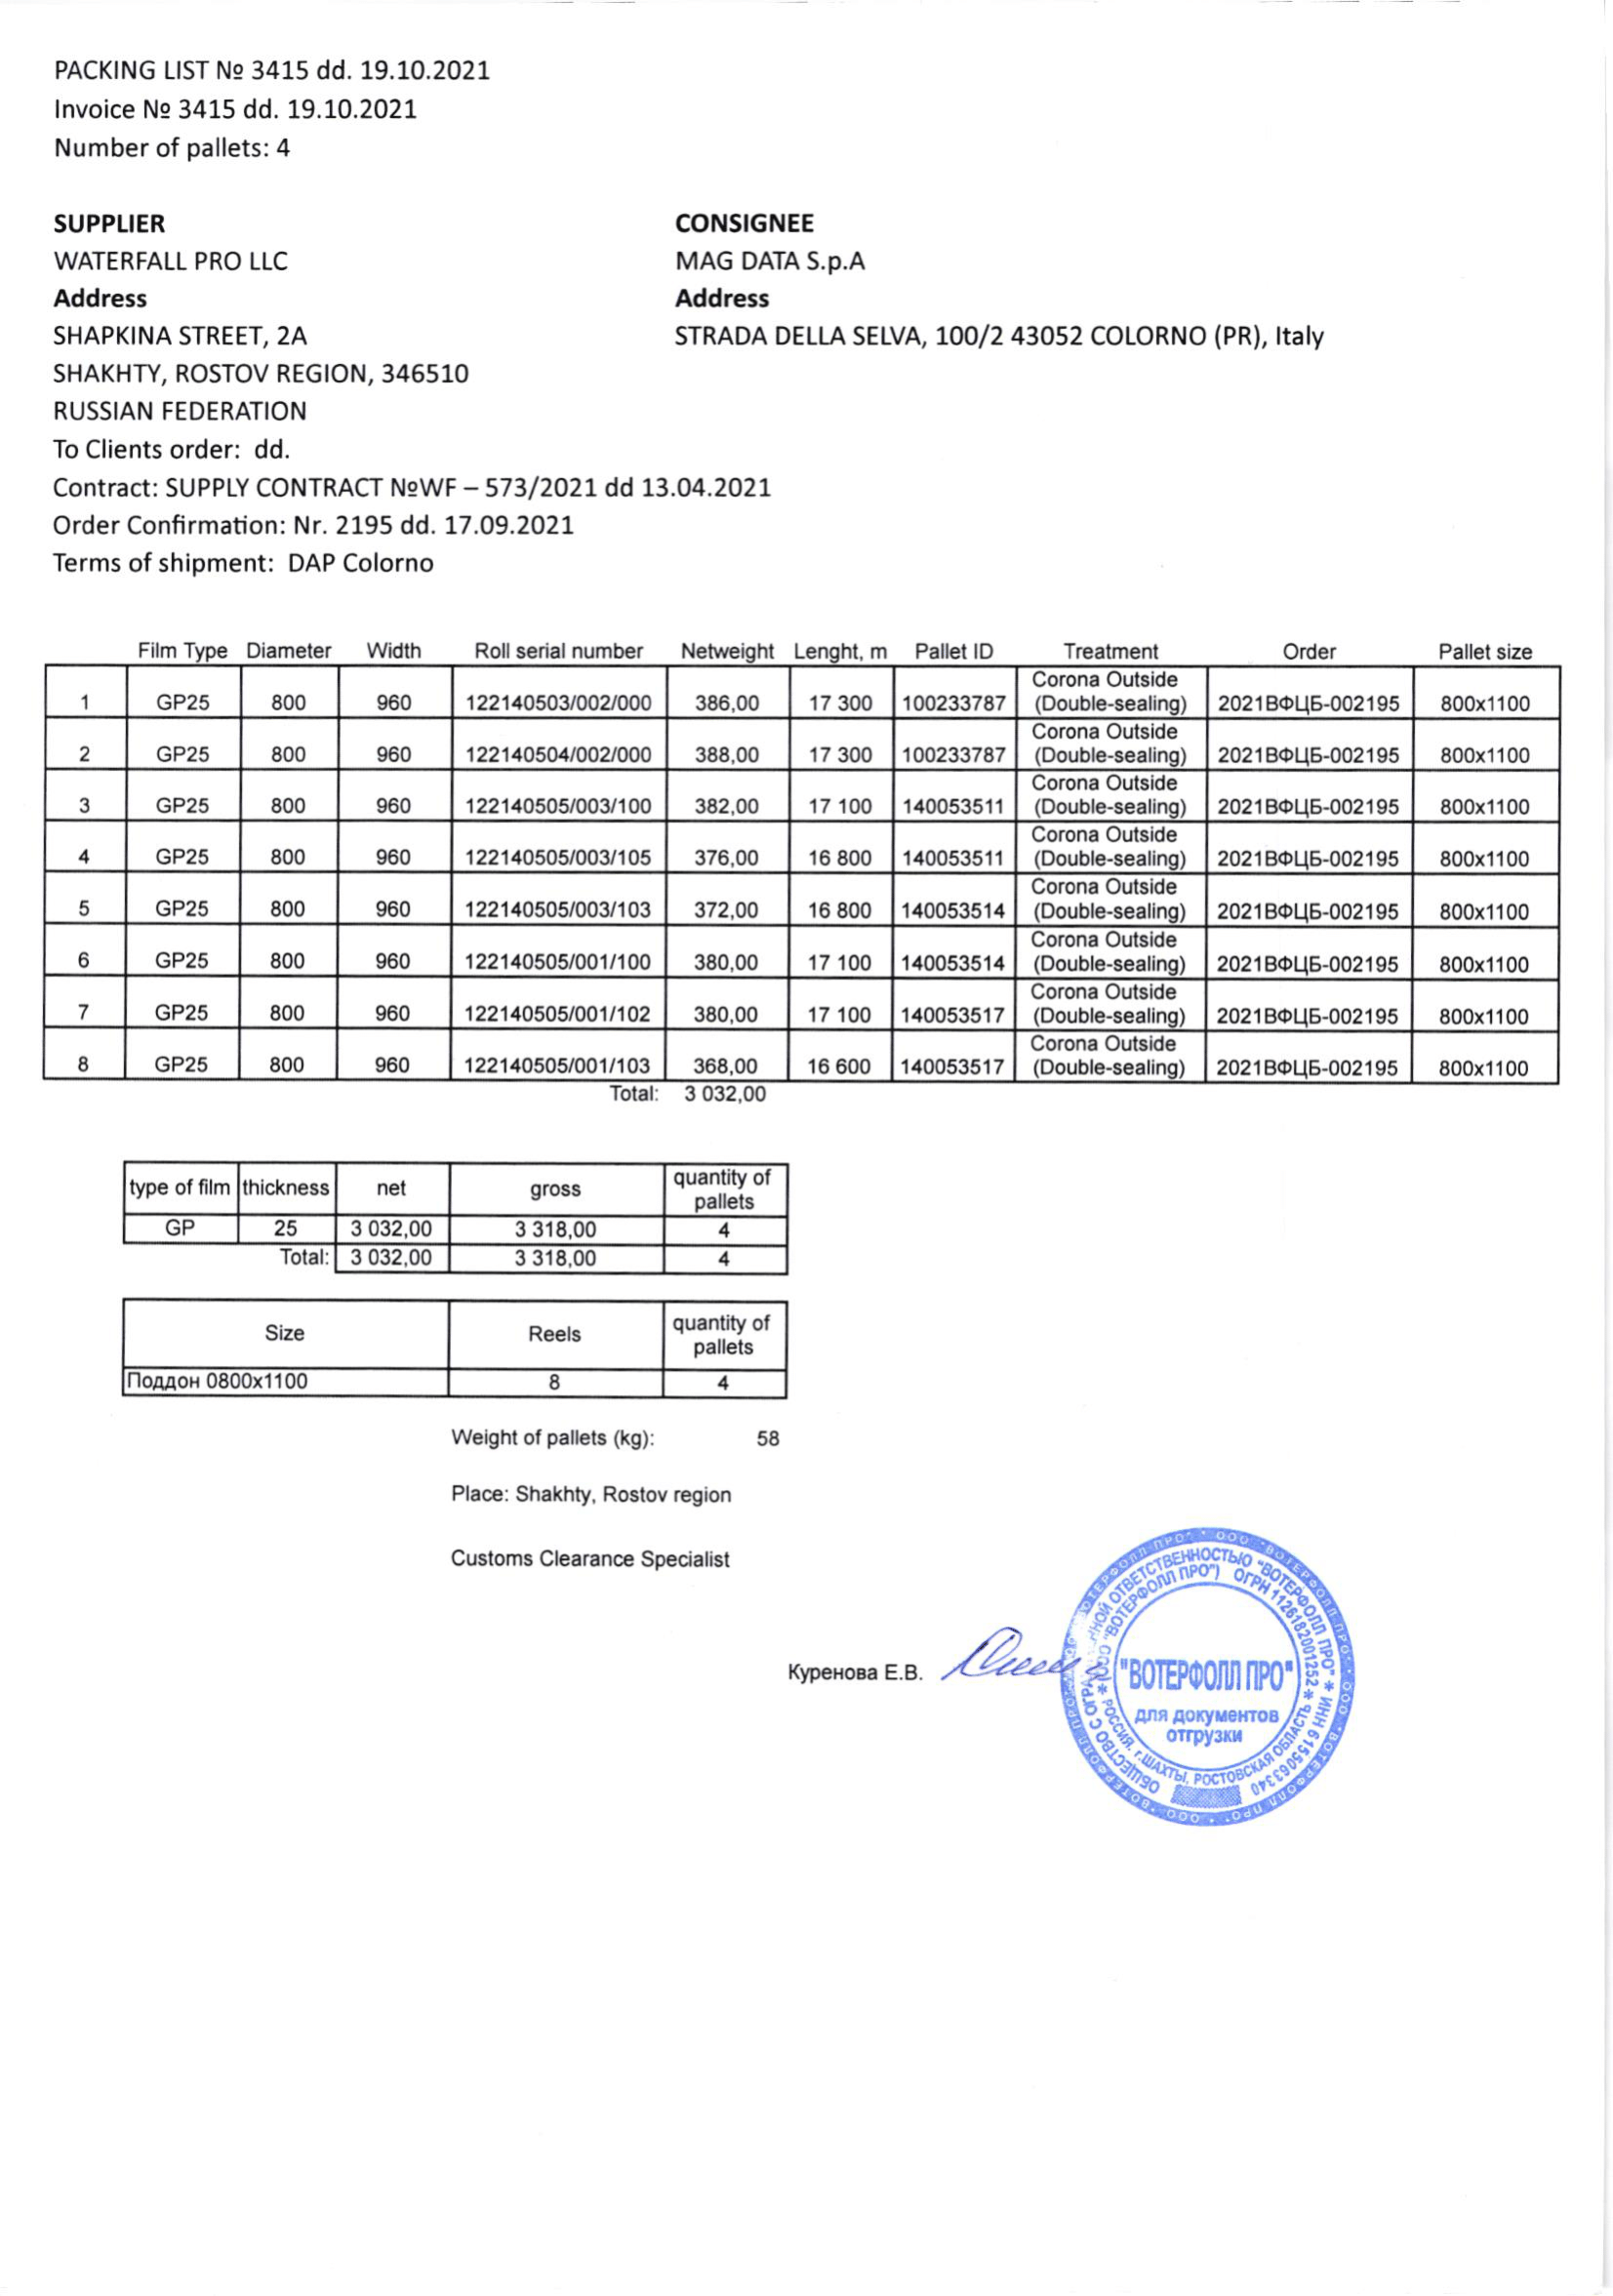 PACKING LIST № 3415 dd. 19.10.2021
Invoice № 3415 dd. 19.10.2021
Number of pallets: 4
SUPPLIER CONSIGNEE
WATERFALL PRO LLC MAG DATA S.p.A
Address Address
SHAPKINA STREET, 2A STRADA DELLA SELVA, 100/2 43052 COLORNO (PR), Italy
SHAKHTY, ROSTOV REGION, 346510
RUSSIAN FEDERATION
To Clients order: dd.
Contract: SUPPLY CONTRACT №WF – 573/2021 dd 13.04.2021
Order Confirmation: Nr. 2195 dd. 17.09.2021
Terms of shipment: DAP Colorno
Film Type Diameter Width Roll serial number Netweight Lenght, m Pallet ID Treatment Order Pallet size
1 GP25 800 960 122140503/002/000 386,00 17 300 100233787 Corona Outside (Double-sealing) 2021ВФЦБ-002195 800x1100
2 GP25 800 960 122140504/002/000 388,00 17 300 100233787 Corona Outside (Double-sealing) 2021ВФЦБ-002195 800x1100
3 GP25 800 960 122140505/003/100 382,00 17 100 140053511 Corona Outside (Double-sealing) 2021ВФЦБ-002195 800x1100
4 GP25 800 960 122140505/003/105 376,00 16 800 140053511 Corona Outside (Double-sealing) 2021ВФЦБ-002195 800x1100
5 GP25 800 960 122140505/003/103 372,00 16 800 140053514 Corona Outside (Double-sealing) 2021ВФЦБ-002195 800x1100
6 GP25 800 960 122140505/001/100 380,00 17 100 140053514 Corona Outside (Double-sealing) 2021ВФЦБ-002195 800x1100
7 GP25 800 960 122140505/001/102 380,00 17 100 140053517 Corona Outside (Double-sealing) 2021ВФЦБ-002195 800x1100
8 GP25 800 960 122140505/001/103 368,00 16 600 140053517 Corona Outside (Double-sealing) 2021ВФЦБ-002195 800x1100
Total: 3 032,00
type of film thickness net gross quantity of pallets
GP 25 3 032,00 3 318,00 4
Total: 3 032,00 3 318,00 4
Size Reels quantity of pallets
Поддон 0800x1100 8 4
Weight of pallets (kg): 58
Place: Shakhty, Rostov region
Customs Clearance Specialist
Куренова Е.В.
"ВОТЕРФОЛЛ ПРО"
для документов
отгрузки
ОТВЕТСТВЕННОСТЬЮ "ВОТЕРФОЛЛ ПРО" * ИНН 6155063340
"ВОТЕРФОЛЛ ПРО") ОГРН 1126182001252 *
* РОССИЯ, г.ШАХТЫ, РОСТОВСКАЯ ОБЛАСТЬ